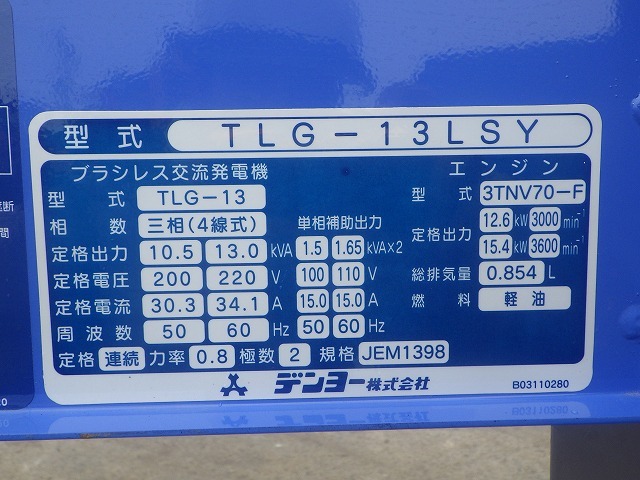 型式 TLG-13LSY
ブラシレス交流発電機
型式 TLG-13
相数 三相(4線式) 単相補助出力
定格出力 10.5 13.0 kVA 1.5 1.65 kVA×2
定格電圧 200 220 V 100 110 V
定格電流 30.3 34.1 A 15.0 15.0 A
周波数 50 60 Hz 50 60 Hz
定格 連続 力率 0.8 極数 2 規格 JEM1398
エンジン
型式 3TNV70-F
定格出力 12.6 kW 3000 min⁻¹
15.4 kW 3600 min⁻¹
総排気量 0.854 L
燃料 軽油
デンヨー株式会社
B03110280
断
間
20